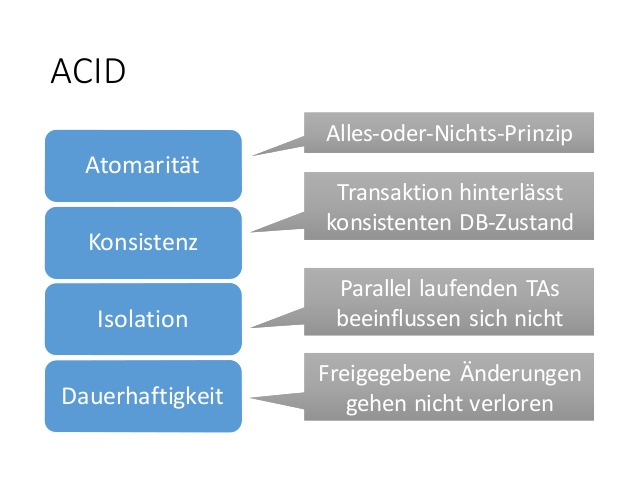 ACID
Atomarität
Alles-oder-Nichts-Prinzip
Konsistenz
Transaktion hinterlässt
konsistenten DB-Zustand
Isolation
Parallel laufenden TAs
beeinflussen sich nicht
Dauerhaftigkeit
Freigegebene Änderungen
gehen nicht verloren